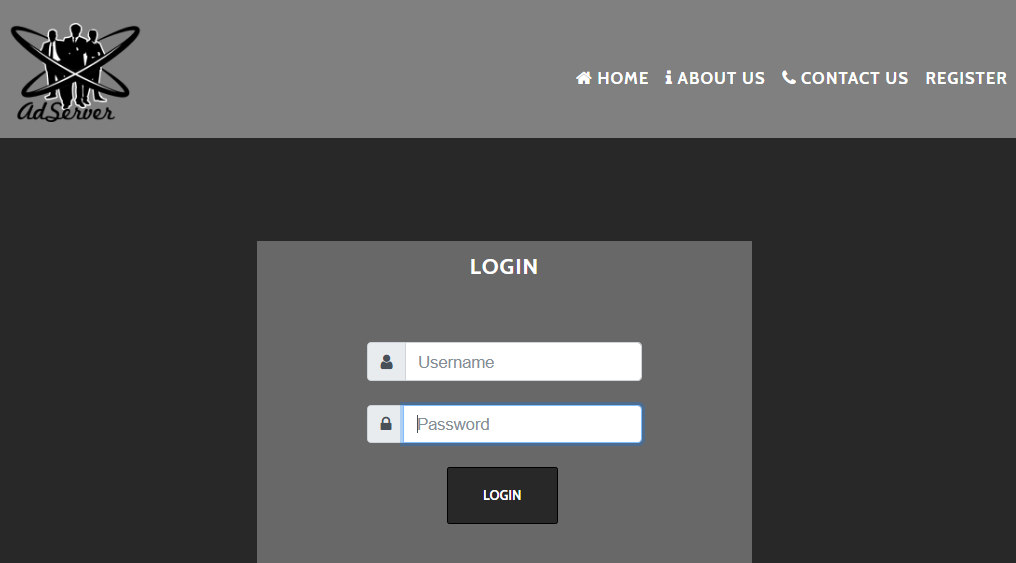 AdServer
HOME ABOUT US CONTACT US REGISTER
LOGIN
Username
Password
LOGIN